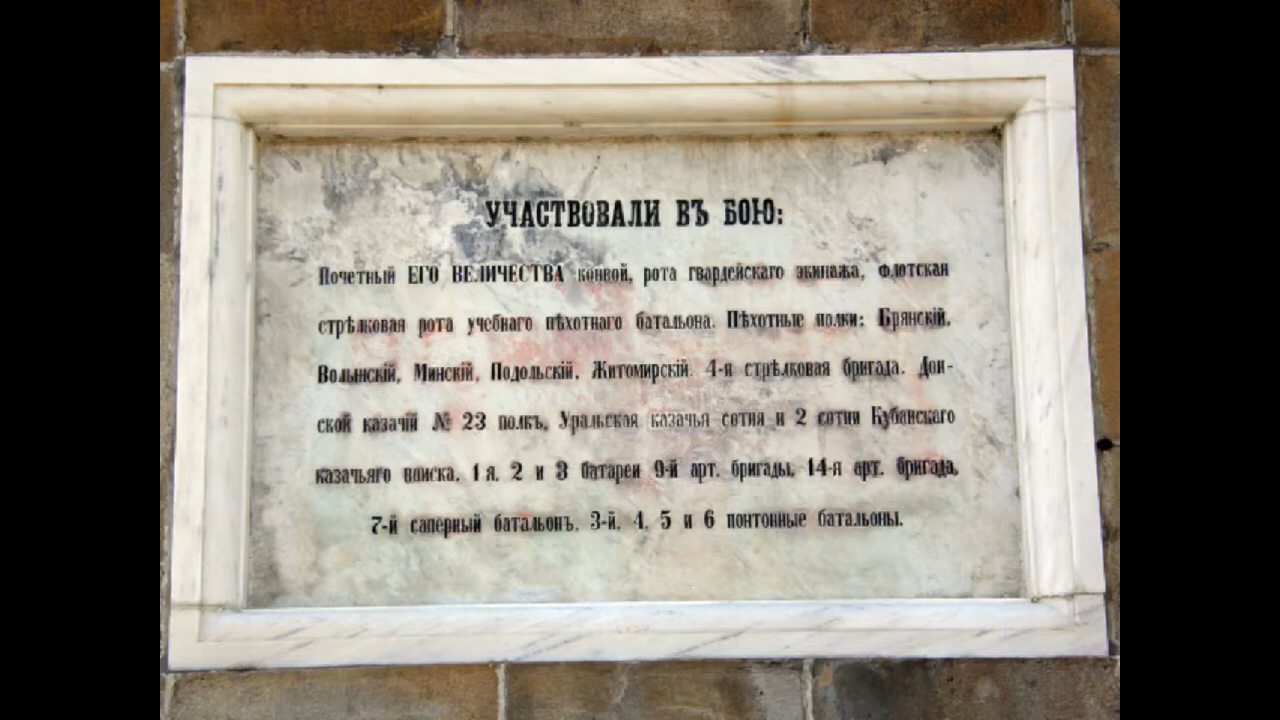 УЧАСТВОВАЛИ ВЪ БОЮ:
Почетный ЕГО ВЕЛИЧЕСТВА конвой, рота гвардейскаго экипажа, флотская
стрѣлковая рота учебнаго пѣхотнаго батальона. Пѣхотные полки: Брянскій,
Волынскій, Минскій, Подольскій, Житомирскій. 4-я стрѣлковая бригада. Дон-
ской казачій № 23 полкъ, Уральская казачья сотня и 2 сотни Кубанскаго
казачьяго воиска. 1 я, 2 и 3 батареи 9-й арт. бригады, 14-я арт. бригада,
7-й саперный батальонъ. 3-й, 4, 5 и 6 понтонные батальоны.